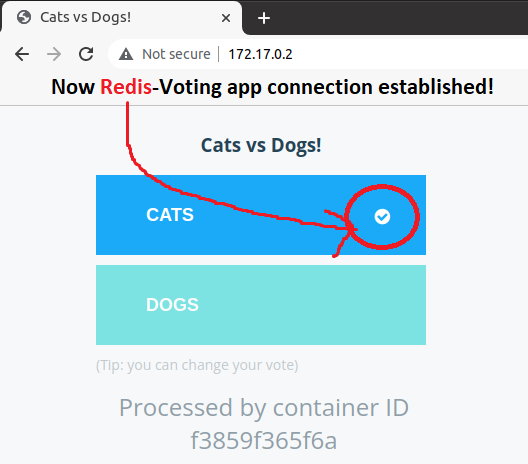 Cats vs Dogs!
Not secure | 172.17.0.2
Now Redis-Voting app connection established!
Cats vs Dogs!
CATS
DOGS
(Tip: you can change your vote)
Processed by container ID
f3859f365f6a